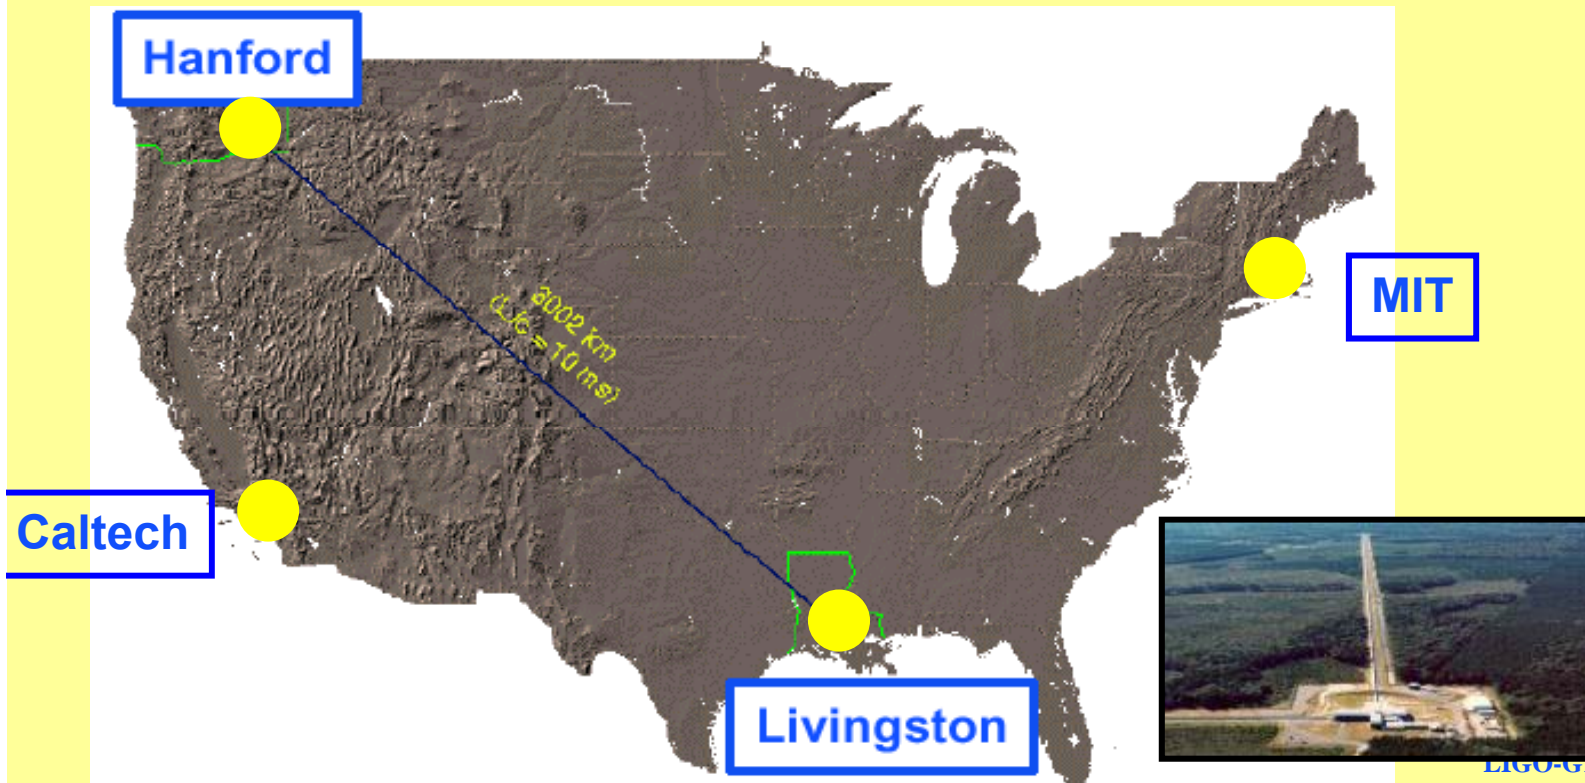 Hanford
3002 km
(L/c = 10 ms)
MIT
Caltech
Livingston
LIGO-G